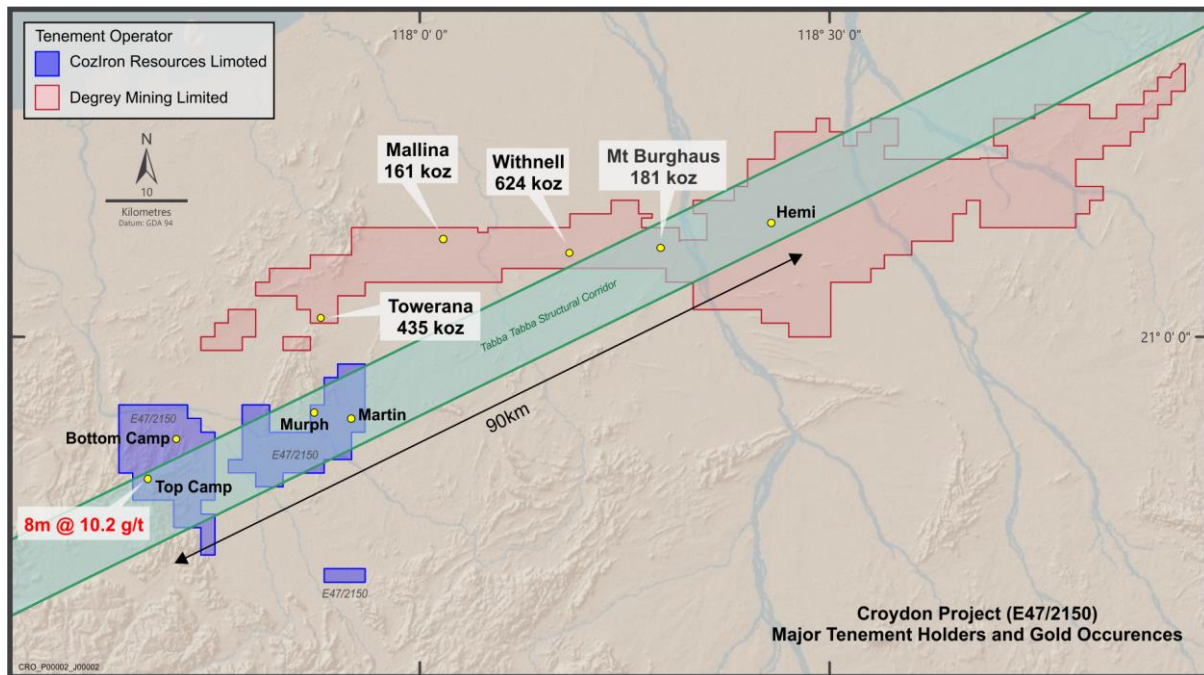 Tenement Operator
CozIron Resources Limoted
Degrey Mining Limited
118° 0' 0"
118° 30' 0"
N
10
Kilometres
Datum: GDA 94
Mallina
161 koz
Withnell
624 koz
Mt Burghaus
181 koz
Hemi
Towerana
435 koz
Tabba Tabba Structural Corridor
21° 0' 0"
90km
E47/2150
Bottom Camp
Murph
Martin
E47/2150
Top Camp
8m @ 10.2 g/t
E47/2150
Croydon Project (E47/2150)
Major Tenement Holders and Gold Occurences
CRO_P00002_J00002